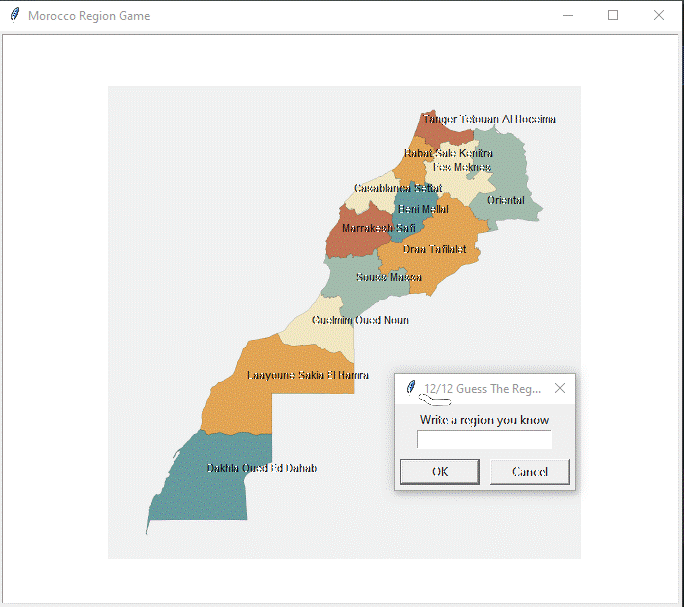 Morocco Region Game
Tanger Tetouan Al Hoceima
Rabat Sale Kenitra
Fes Meknes
Casablanca Settat
Oriental
Beni Mellal
Marrakesh Safi
Draa Tafilalet
Souss Massa
Guelmim Oued Noun
Laayoune Sakia El Hamra
12/12 Guess The Reg...
Write a region you know
OK
Cancel
Dakhla Oued Ed Dahab